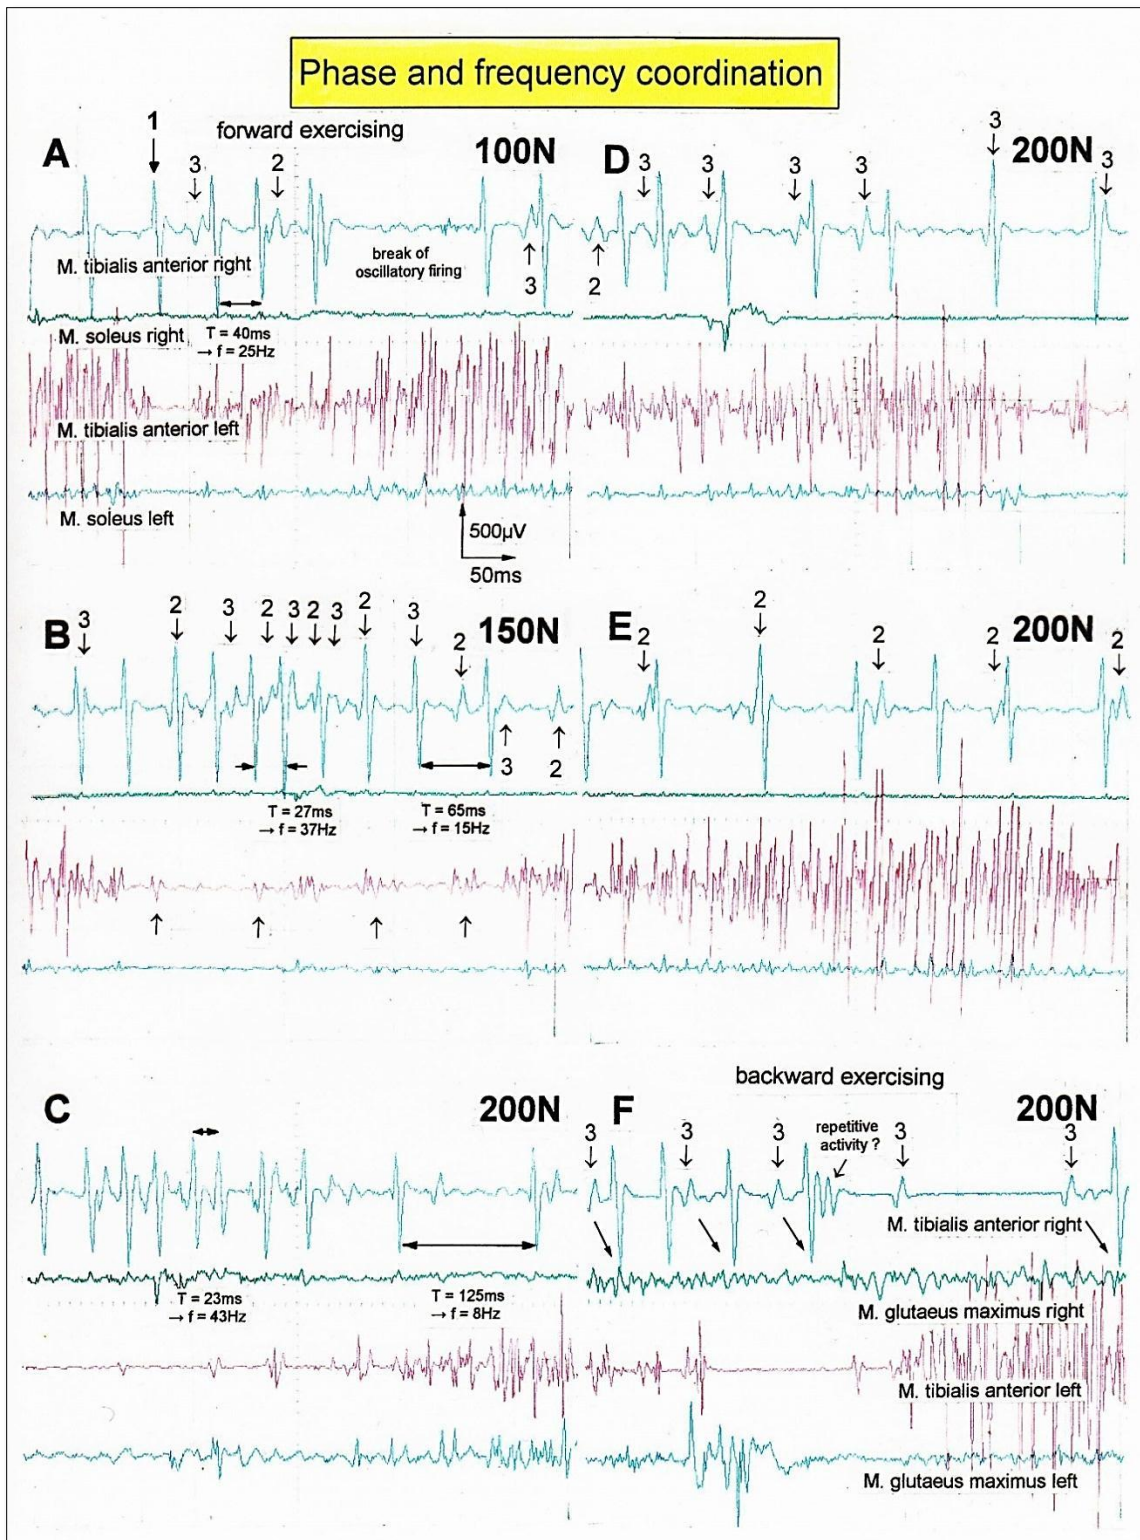 Phase and frequency coordination
A
1
forward exercising
3
2
100N
M. tibialis anterior right
break of
oscillatory firing
3
M. soleus right
T = 40ms
→ f = 25Hz
M. tibialis anterior left
M. soleus left
500µV
50ms
D
3
3
3
3
3
200N
3
2
B
3
2
3
2
3
2
3
2
3
2
150N
3
2
T = 27ms
→ f = 37Hz
T = 65ms
→ f = 15Hz
E
2
2
2
2
200N
2
C
200N
T = 23ms
→ f = 43Hz
T = 125ms
→ f = 8Hz
backward exercising
3
F
3
3
repetitive
activity ?
3
200N
3
M. tibialis anterior right
M. glutaeus maximus right
M. tibialis anterior left
M. glutaeus maximus left